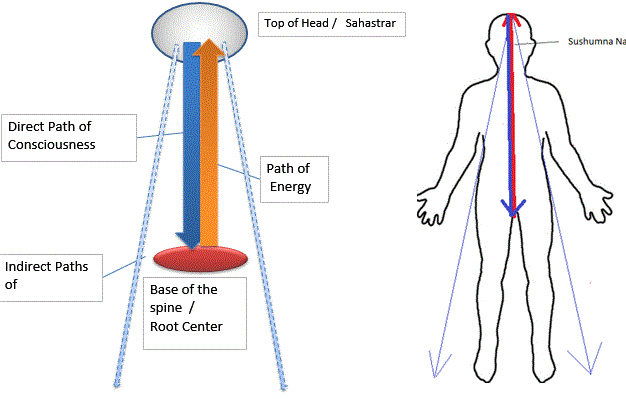 Top of Head / Sahastrar
Sushumna Na
Direct Path of
Consciousness
Path of
Energy
Indirect Paths
of
Base of the
spine /
Root Center